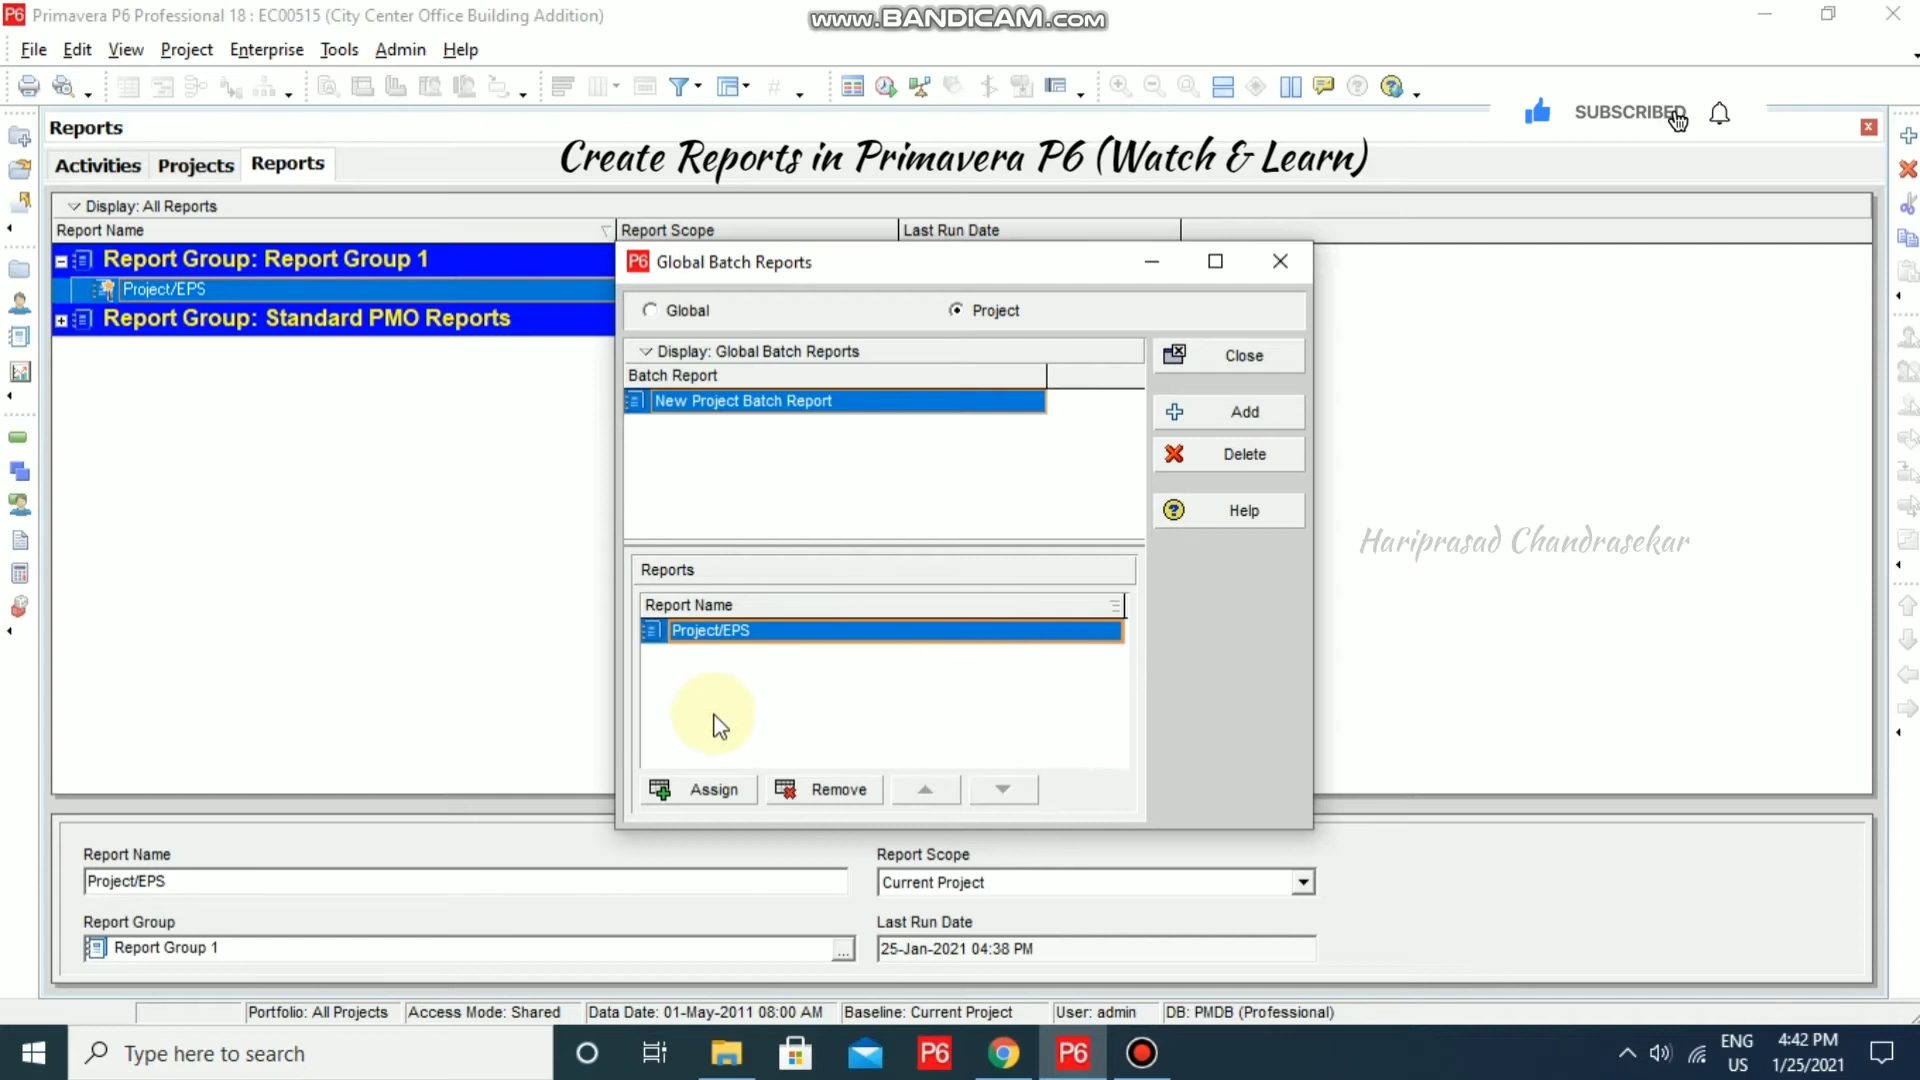 P6 Primavera P6 Professional 18 : EC00515 (City Center Office Building Addition)
www.BANDICAM.com
File Edit View Project Enterprise Tools Admin Help
Reports
SUBSCRIBED
Create Reports in Primavera P6 (Watch & Learn)
Activities Projects Reports
Display: All Reports
Report Name Report Scope Last Run Date
Report Group: Report Group 1
Project/EPS
Report Group: Standard PMO Reports
P6 Global Batch Reports
Global Project
Display: Global Batch Reports
Batch Report
New Project Batch Report
Close
Add
Delete
Help
Hariprasad Chandrasekar
Reports
Report Name
Project/EPS
Assign Remove
Report Name
Project/EPS
Report Scope
Current Project
Report Group
Report Group 1
...
Last Run Date
25-Jan-2021 04:38 PM
Portfolio: All Projects Access Mode: Shared Data Date: 01-May-2011 08:00 AM Baseline: Current Project User: admin DB: PMDB (Professional)
Type here to search
P6
P6
ENG
US
4:42 PM
1/25/2021